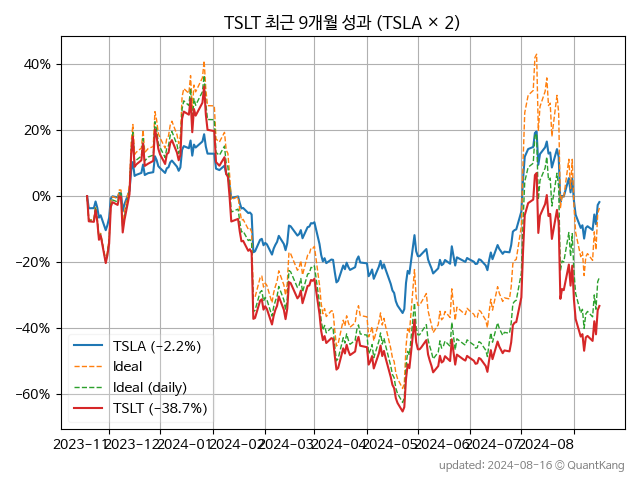 TSLT 최근 9개월 성과 (TSLA × 2)
40%
20%
0%
−20%
−40%
−60%
TSLA (−2.2%)
Ideal
Ideal (daily)
TSLT (−38.7%)
2023-11 2023-12 2024-01 2024-02 2024-03 2024-04 2024-05 2024-06 2024-07 2024-08
updated: 2024-08-16 © QuantKang